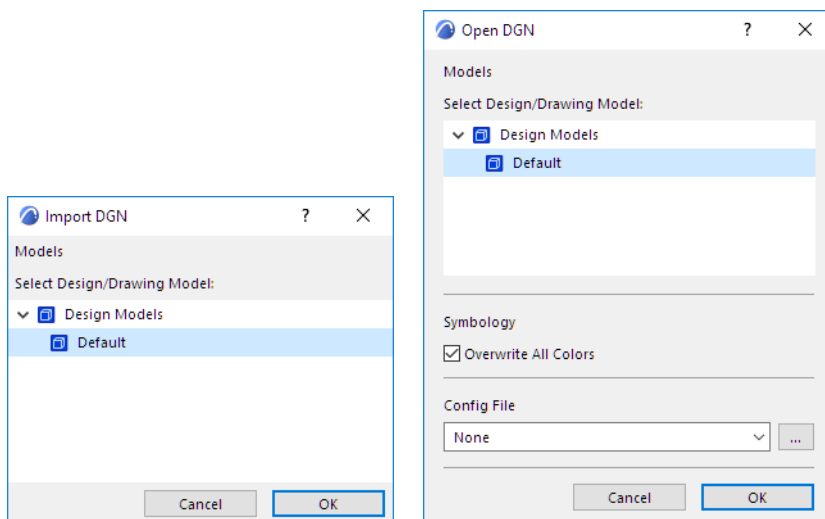 Import DGN ?
Models
Select Design/Drawing Model:
Design Models
Default
Cancel OK
Open DGN ?
Models
Select Design/Drawing Model:
Design Models
Default
Symbology
Overwrite All Colors
Config File
None ...
Cancel OK